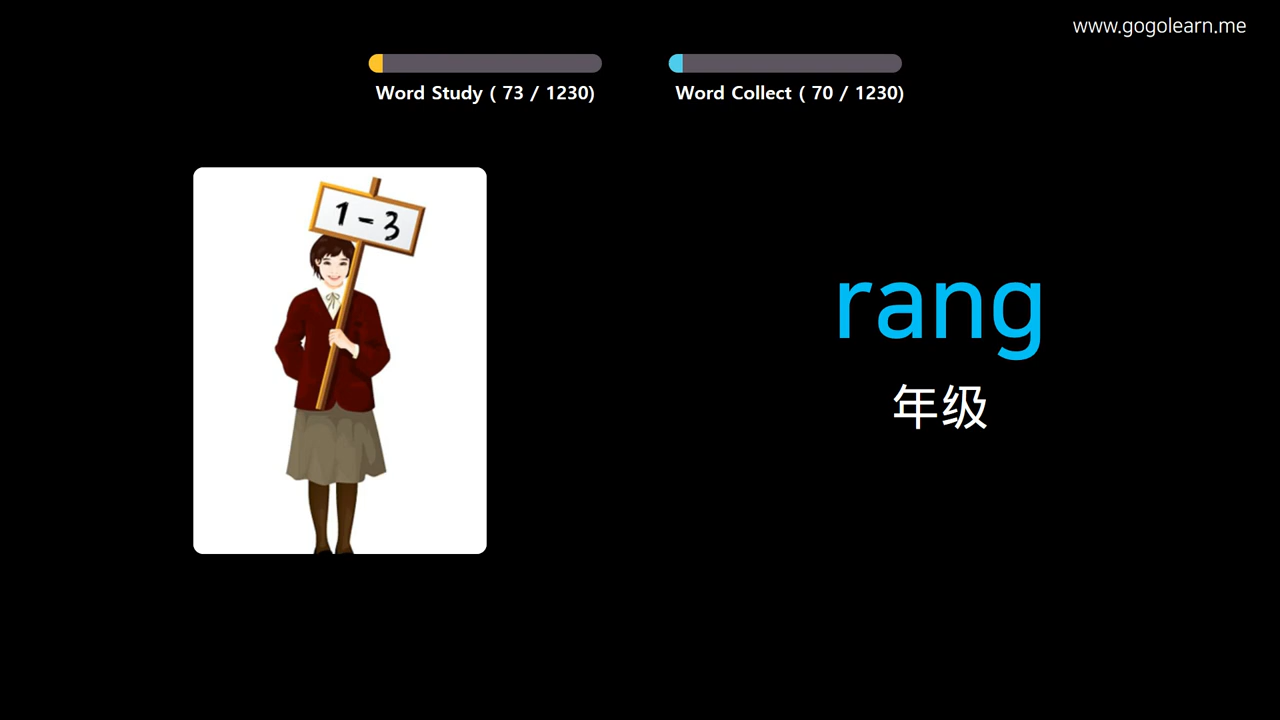 www.gogolearn.me
Word Study ( 73 / 1230)
Word Collect ( 70 / 1230)
1 - 3
rang
年级